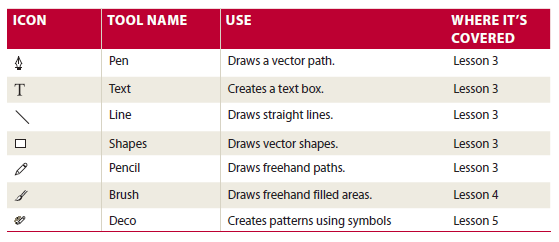 ICON TOOL NAME USE WHERE IT'S
COVERED
Pen Draws a vector path. Lesson 3
T Text Creates a text box. Lesson 3
Line Draws straight lines. Lesson 3
Shapes Draws vector shapes. Lesson 3
Pencil Draws freehand paths. Lesson 3
Brush Draws freehand filled areas. Lesson 4
Deco Creates patterns using symbols Lesson 5